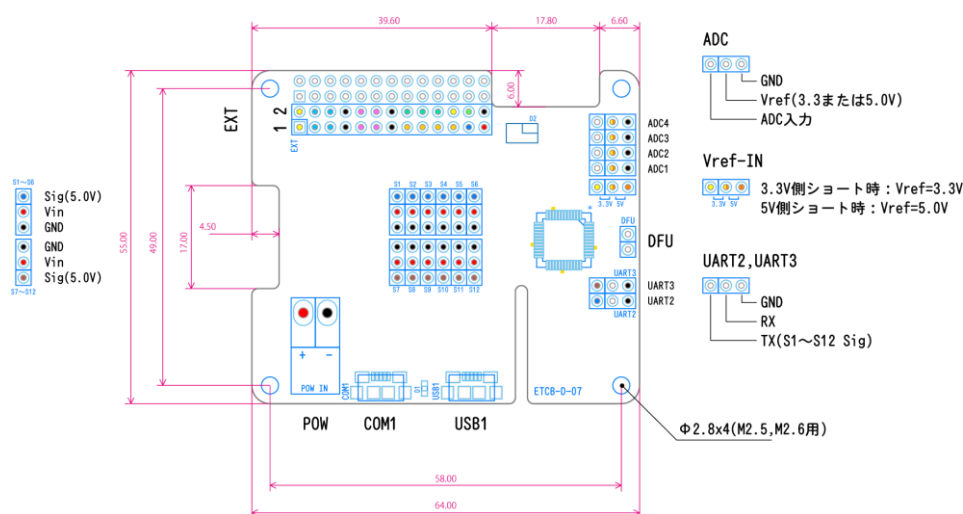 39.60
17.80
6.60
6.00
55.00
49.00
17.00
4.50
58.00
64.00
EXT
1 2
EXT
D2
ADC4
ADC3
ADC2
ADC1
3.3V 5V
S1 S2 S3 S4 S5 S6
S7 S8 S9 S10 S11 S12
DFU
DFU
UART3
UART3
UART2
UART2
+ −
POW IN
COM1
D1
USB1
ETCB-D-07
POW
COM1
USB1
S1～S6
Sig(5.0V)
Vin
GND
GND
Vin
Sig(5.0V)
S7～S12
ADC
GND
Vref(3.3または5.0V)
ADC入力
Vref-IN
3.3V 5V
3.3V側ショート時：Vref=3.3V
5V側ショート時：Vref=5.0V
UART2,UART3
GND
RX
TX(S1～S12 Sig)
Φ2.8x4(M2.5,M2.6用)